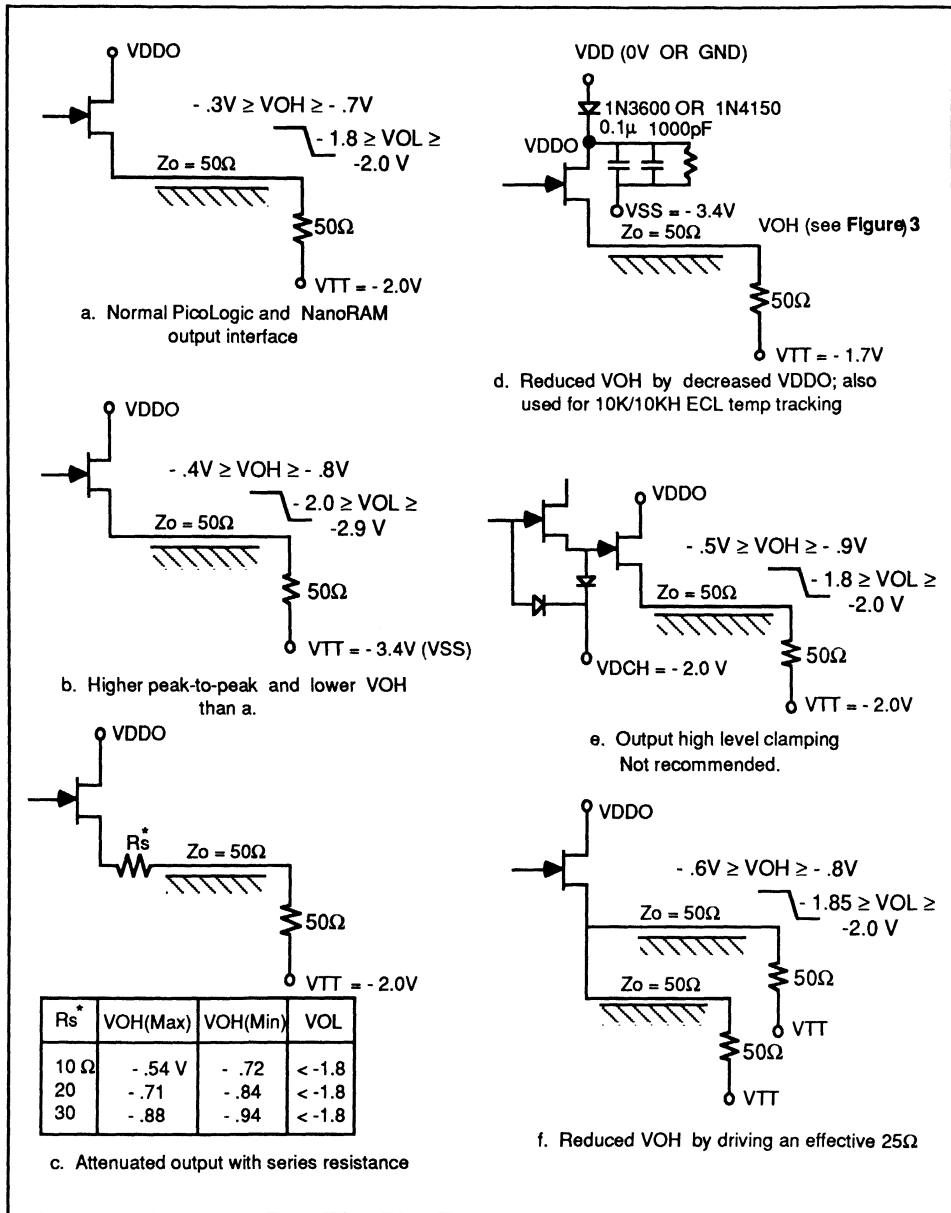 VDDO
- .3V ≥ VOH ≥ - .7V
- 1.8 ≥ VOL ≥
-2.0 V
Zo = 50Ω
50Ω
VTT = - 2.0V
a. Normal PicoLogic and NanoRAM
output interface
VDDO
- .4V ≥ VOH ≥ - .8V
- 2.0 ≥ VOL ≥
-2.9 V
Zo = 50Ω
50Ω
VTT = - 3.4V (VSS)
b. Higher peak-to-peak and lower VOH
than a.
VDDO
Rs*
Zo = 50Ω
50Ω
VTT = - 2.0V
Rs* VOH(Max) VOH(Min) VOL
10 Ω - .54 V - .72 < -1.8
20 - .71 - .84 < -1.8
30 - .88 - .94 < -1.8
c. Attenuated output with series resistance
VDD (0V OR GND)
1N3600 OR 1N4150
0.1μ 1000pF
VDDO
VSS = - 3.4V
Zo = 50Ω
VOH (see Figure) 3
50Ω
VTT = - 1.7V
d. Reduced VOH by decreased VDDO; also
used for 10K/10KH ECL temp tracking
VDDO
- .5V ≥ VOH ≥ - .9V
- 1.8 ≥ VOL ≥
-2.0 V
Zo = 50Ω
50Ω
VDCH = - 2.0 V
VTT = - 2.0V
e. Output high level clamping
Not recommended.
VDDO
- .6V ≥ VOH ≥ - .8V
- 1.85 ≥ VOL ≥
-2.0 V
Zo = 50Ω
50Ω
Zo = 50Ω
VTT
50Ω
VTT
f. Reduced VOH by driving an effective 25Ω